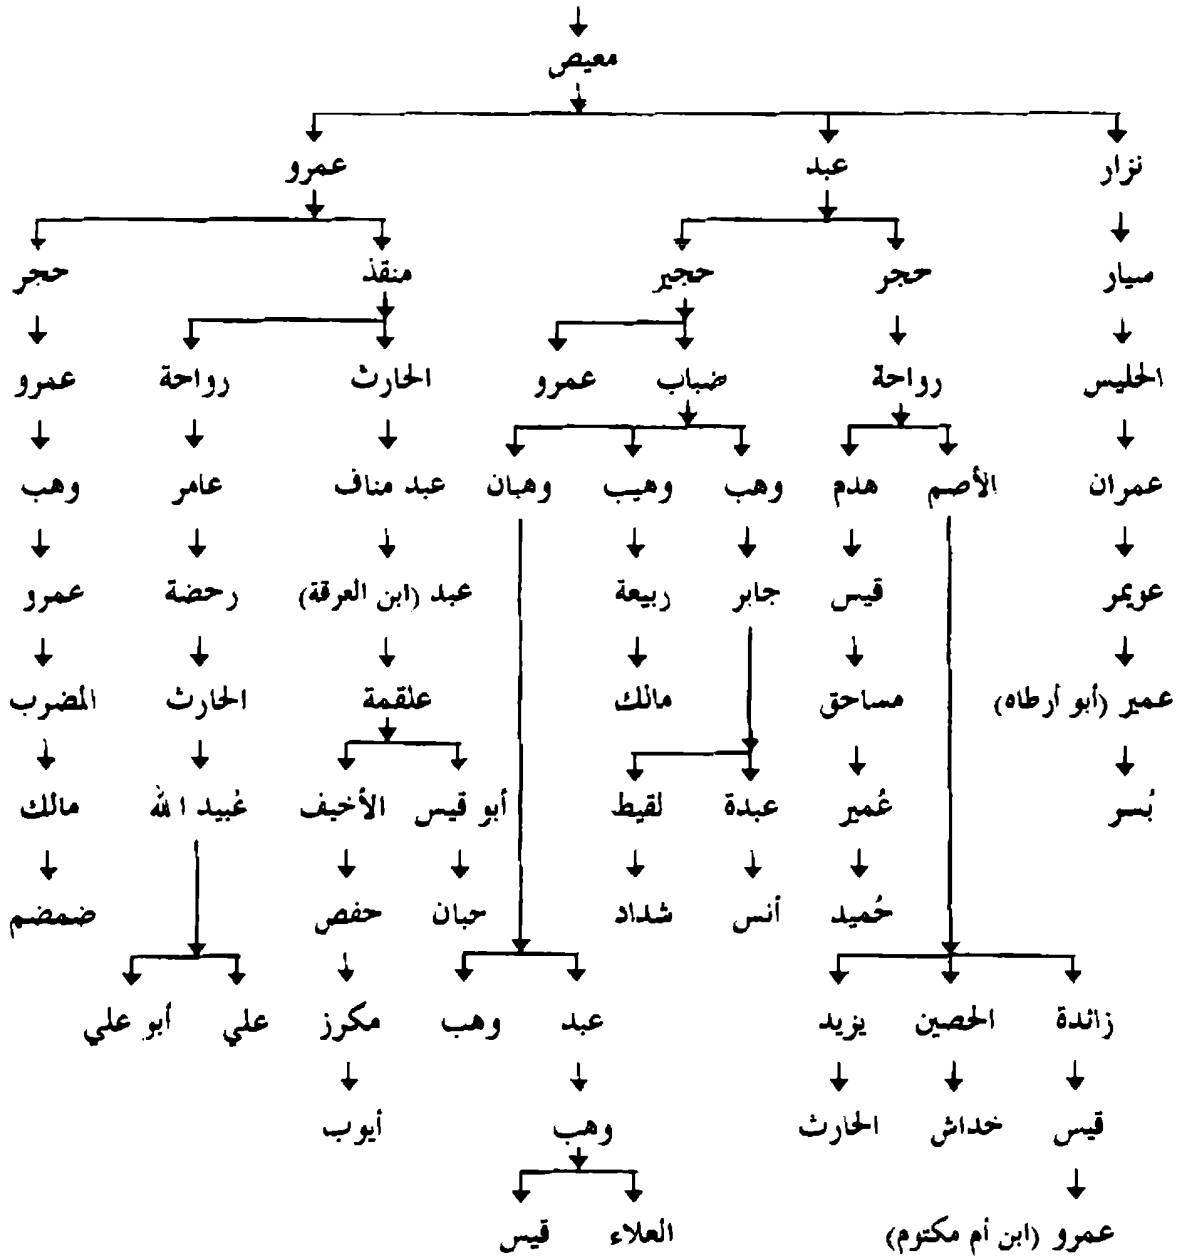 معيص
نزار عبد عمرو
سيار حجر حجير منقذ حجر
الحليس رواحة ضباب عمرو الحارث رواحة عمرو
عمران الأصم هدم وهب وهيب وهبان عبد مناف عامر وهب
عويمر قيس جابر ربيعة عبد (ابن العرقة) رحضة عمرو
عمير (أبو أرطاه) مساحق مالك علقمة الحارث المضرب
بُسر عُمير عبدة لقيط أبو قيس الأخيف عُبيد الله مالك
حُميد أنس شداد حبان حفص ضمضم
زائدة الحصين يزيد عبد وهب مكرز علي أبو علي
قيس خداش الحارث وهب أيوب
عمرو (ابن أم مكتوم) العلاء قيس